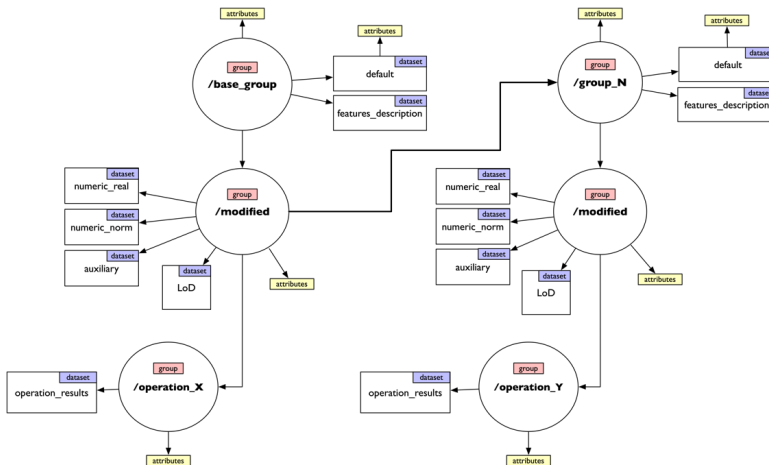 attributes
attributes
group
/base_group
dataset
default
dataset
features_description
attributes
attributes
group
/group_N
dataset
default
dataset
features_description
dataset
numeric_real
dataset
numeric_norm
dataset
auxiliary
group
/modified
dataset
LoD
attributes
dataset
numeric_real
dataset
numeric_norm
dataset
auxiliary
group
/modified
dataset
LoD
attributes
group
/operation_X
dataset
operation_results
attributes
group
/operation_Y
dataset
operation_results
attributes